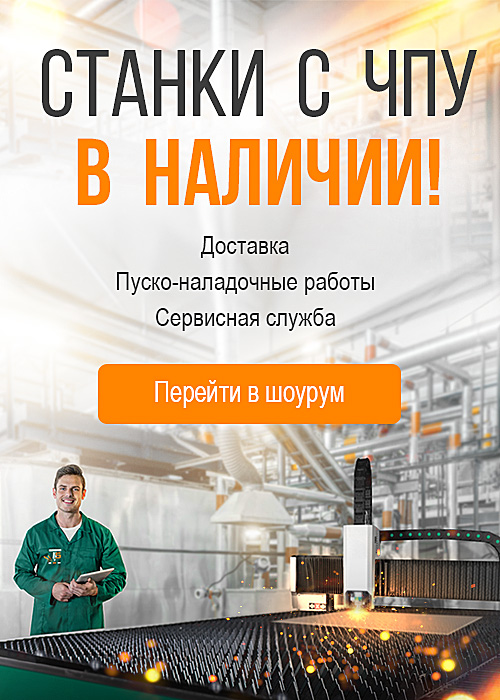 СТАНКИ С ЧПУ
В НАЛИЧИИ!
Доставка
Пуско-наладочные работы
Сервисная служба
Перейти в шоурум